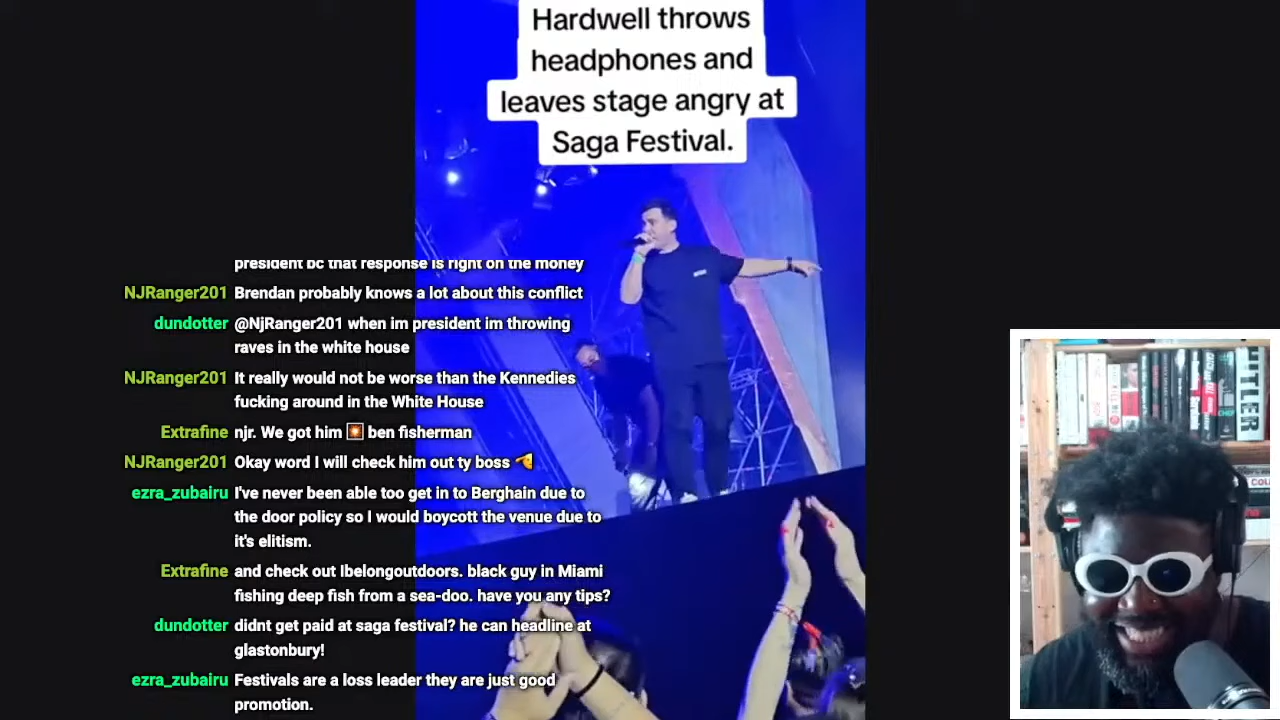 Hardwell throws
headphones and
leaves stage angry at
Saga Festival.
president bc that response is right on the money
NJRanger201 Brendan probably knows a lot about this conflict
dundotter @NjRanger201 when im president im throwing
raves in the white house
NJRanger201 It really would not be worse than the Kennedies
fucking around in the White House
Extrafine njr. We got him 💥 ben fisherman
NJRanger201 Okay word I will check him out ty boss
ezra_zubairu I've never been able too get in to Berghain due to
the door policy so I would boycott the venue due to
it's elitism.
Extrafine and check out Ibelongoutdoors. black guy in Miami
fishing deep fish from a sea-doo. have you any tips?
dundotter didnt get paid at saga festival? he can headline at
glastonbury!
ezra_zubairu Festivals are a loss leader they are just good
promotion.
HITLER